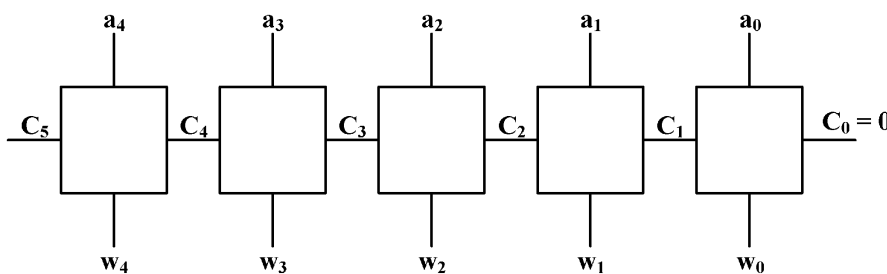 a₄ a₃ a₂ a₁ a₀
C₅ C₄ C₃ C₂ C₁ C₀ = 0
w₄ w₃ w₂ w₁ w₀